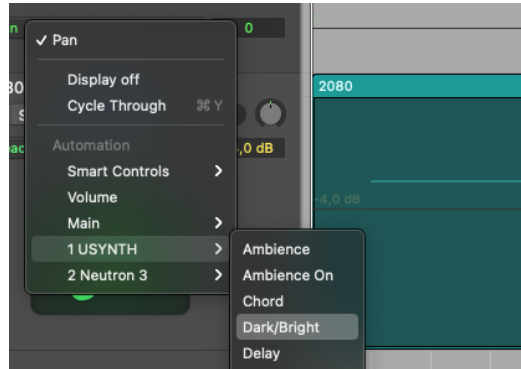 0
✓ Pan
Display off
Cycle Through ⌘ Y
Automation
Smart Controls >
Volume
Main >
1 USYNTH >
2 Neutron 3 >
,0 dB
2080
-4,0 dB
Ambience
Ambience On
Chord
Dark/Bright
Delay